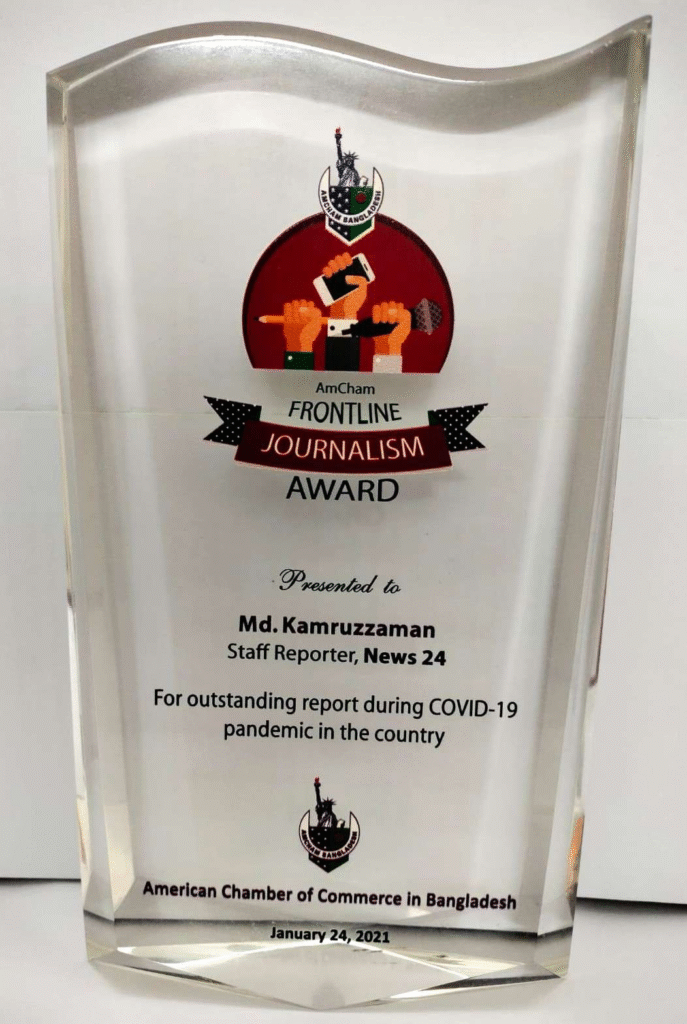 AMCHAM BANGLADESH
AmCham
FRONTLINE
JOURNALISM
AWARD
Presented to
Md. Kamruzzaman
Staff Reporter, News 24
For outstanding report during COVID-19
pandemic in the country
AMCHAM BANGLADESH
American Chamber of Commerce in Bangladesh
January 24, 2021